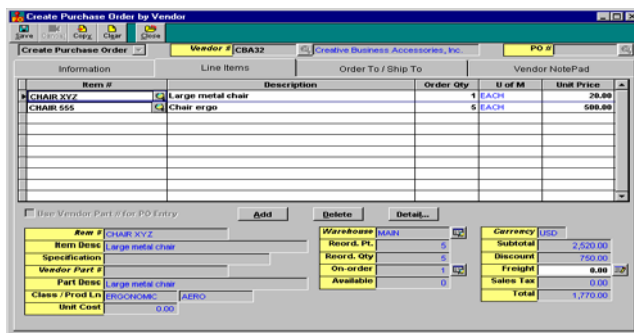 Create Purchase Order by Vendor
Save Cancel Copy Clear Close
Create Purchase Order Vendor # CBA32 Creative Business Accessories, Inc. PO #
Information Line Items Order To / Ship To Vendor NotePad
Item # Description Order Qty U of M Unit Price
CHAIR XYZ Large metal chair 1 EACH 20.00
CHAIR 555 Chair ergo 5 EACH 500.00
Use Vendor Part # for PO Entry Add Delete Detail...
Item # CHAIR XYZ Warehouse MAIN Currency USD
Item Desc Large metal chair Reord. Pt. 5 Subtotal 2,520.00
Specification Reord. Qty 5 Discount 750.00
Vendor Part # On-order 1 Freight 0.00
Part Desc Large metal chair Available 0 Sales Tax 0.00
Class / Prod Ln ERGONOMIC AERO Total 1,770.00
Unit Cost 0.00